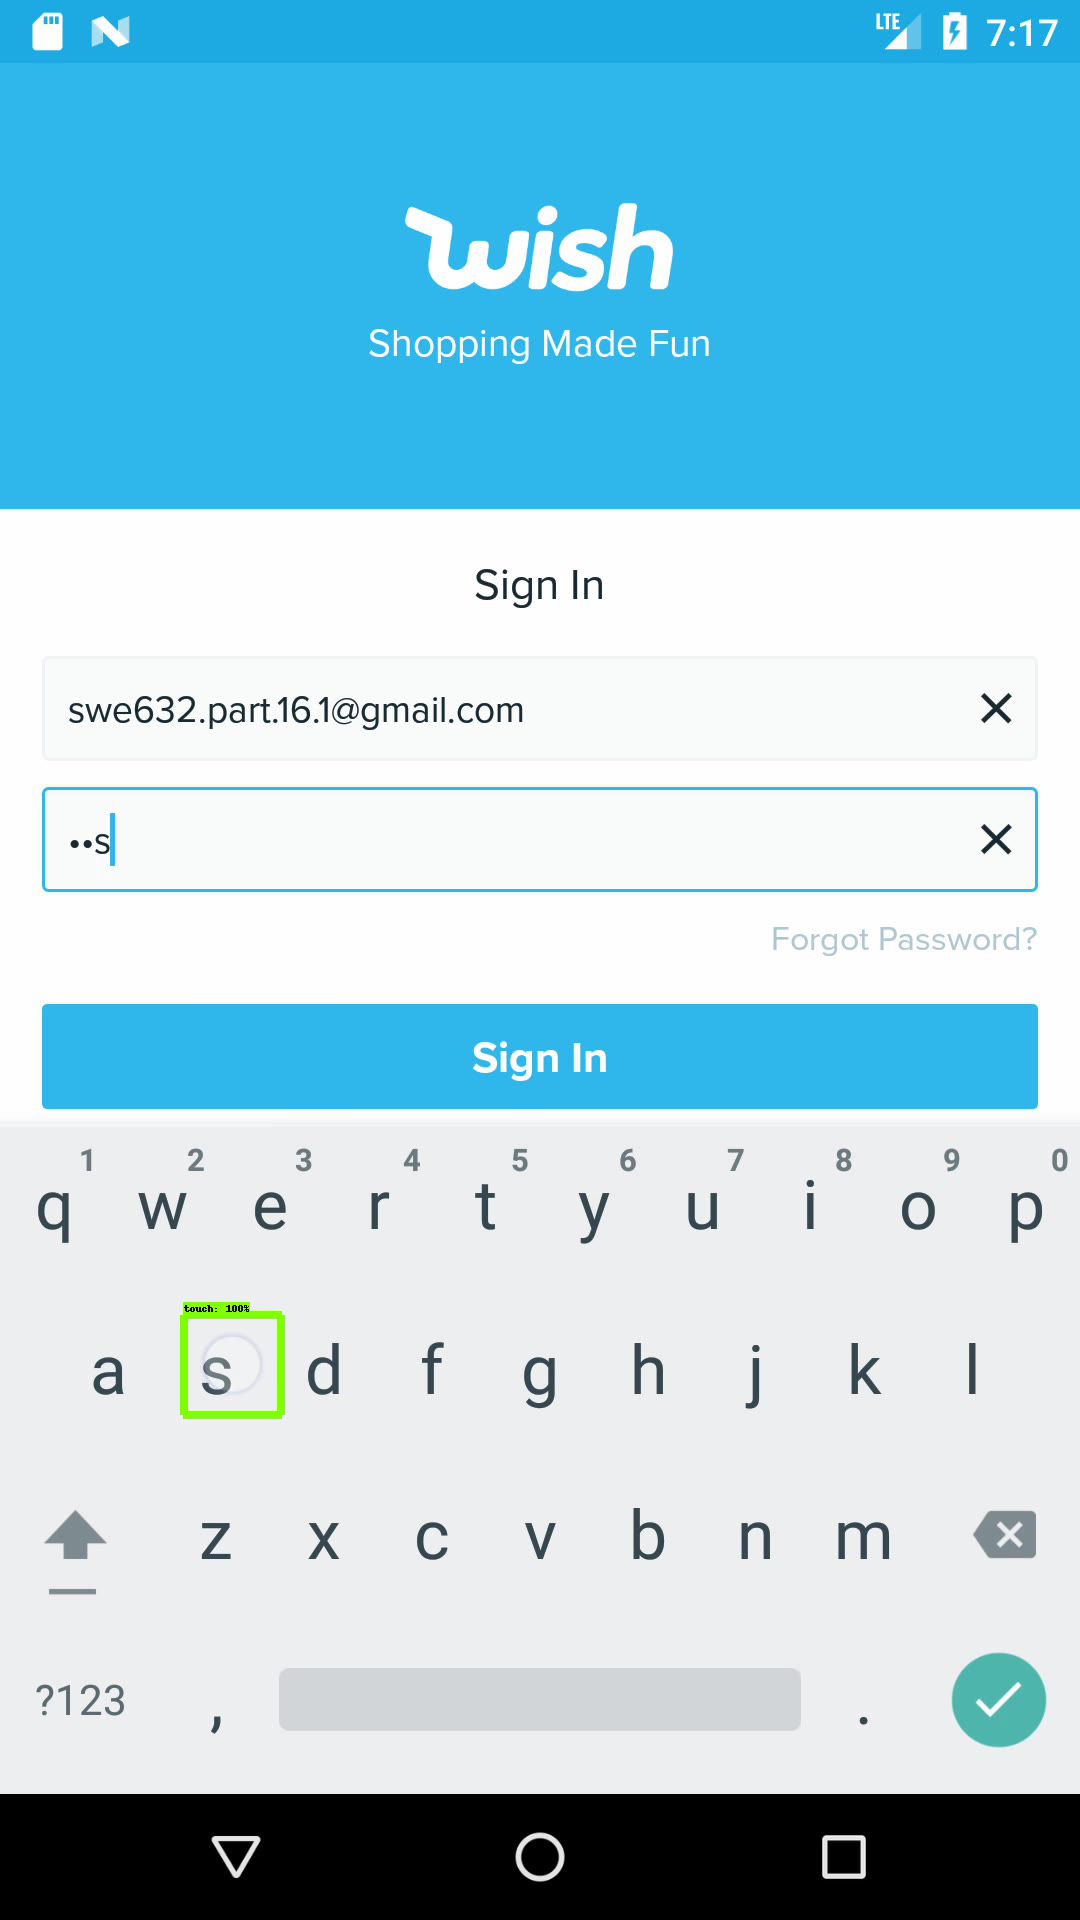 LTE 7:17
wish
Shopping Made Fun
Sign In
swe632.part.16.1@gmail.com
••s
Forgot Password?
Sign In
1 2 3 4 5 6 7 8 9 0
q w e r t y u i o p
touch: 100%
a s d f g h j k l
z x c v b n m
?123 , .